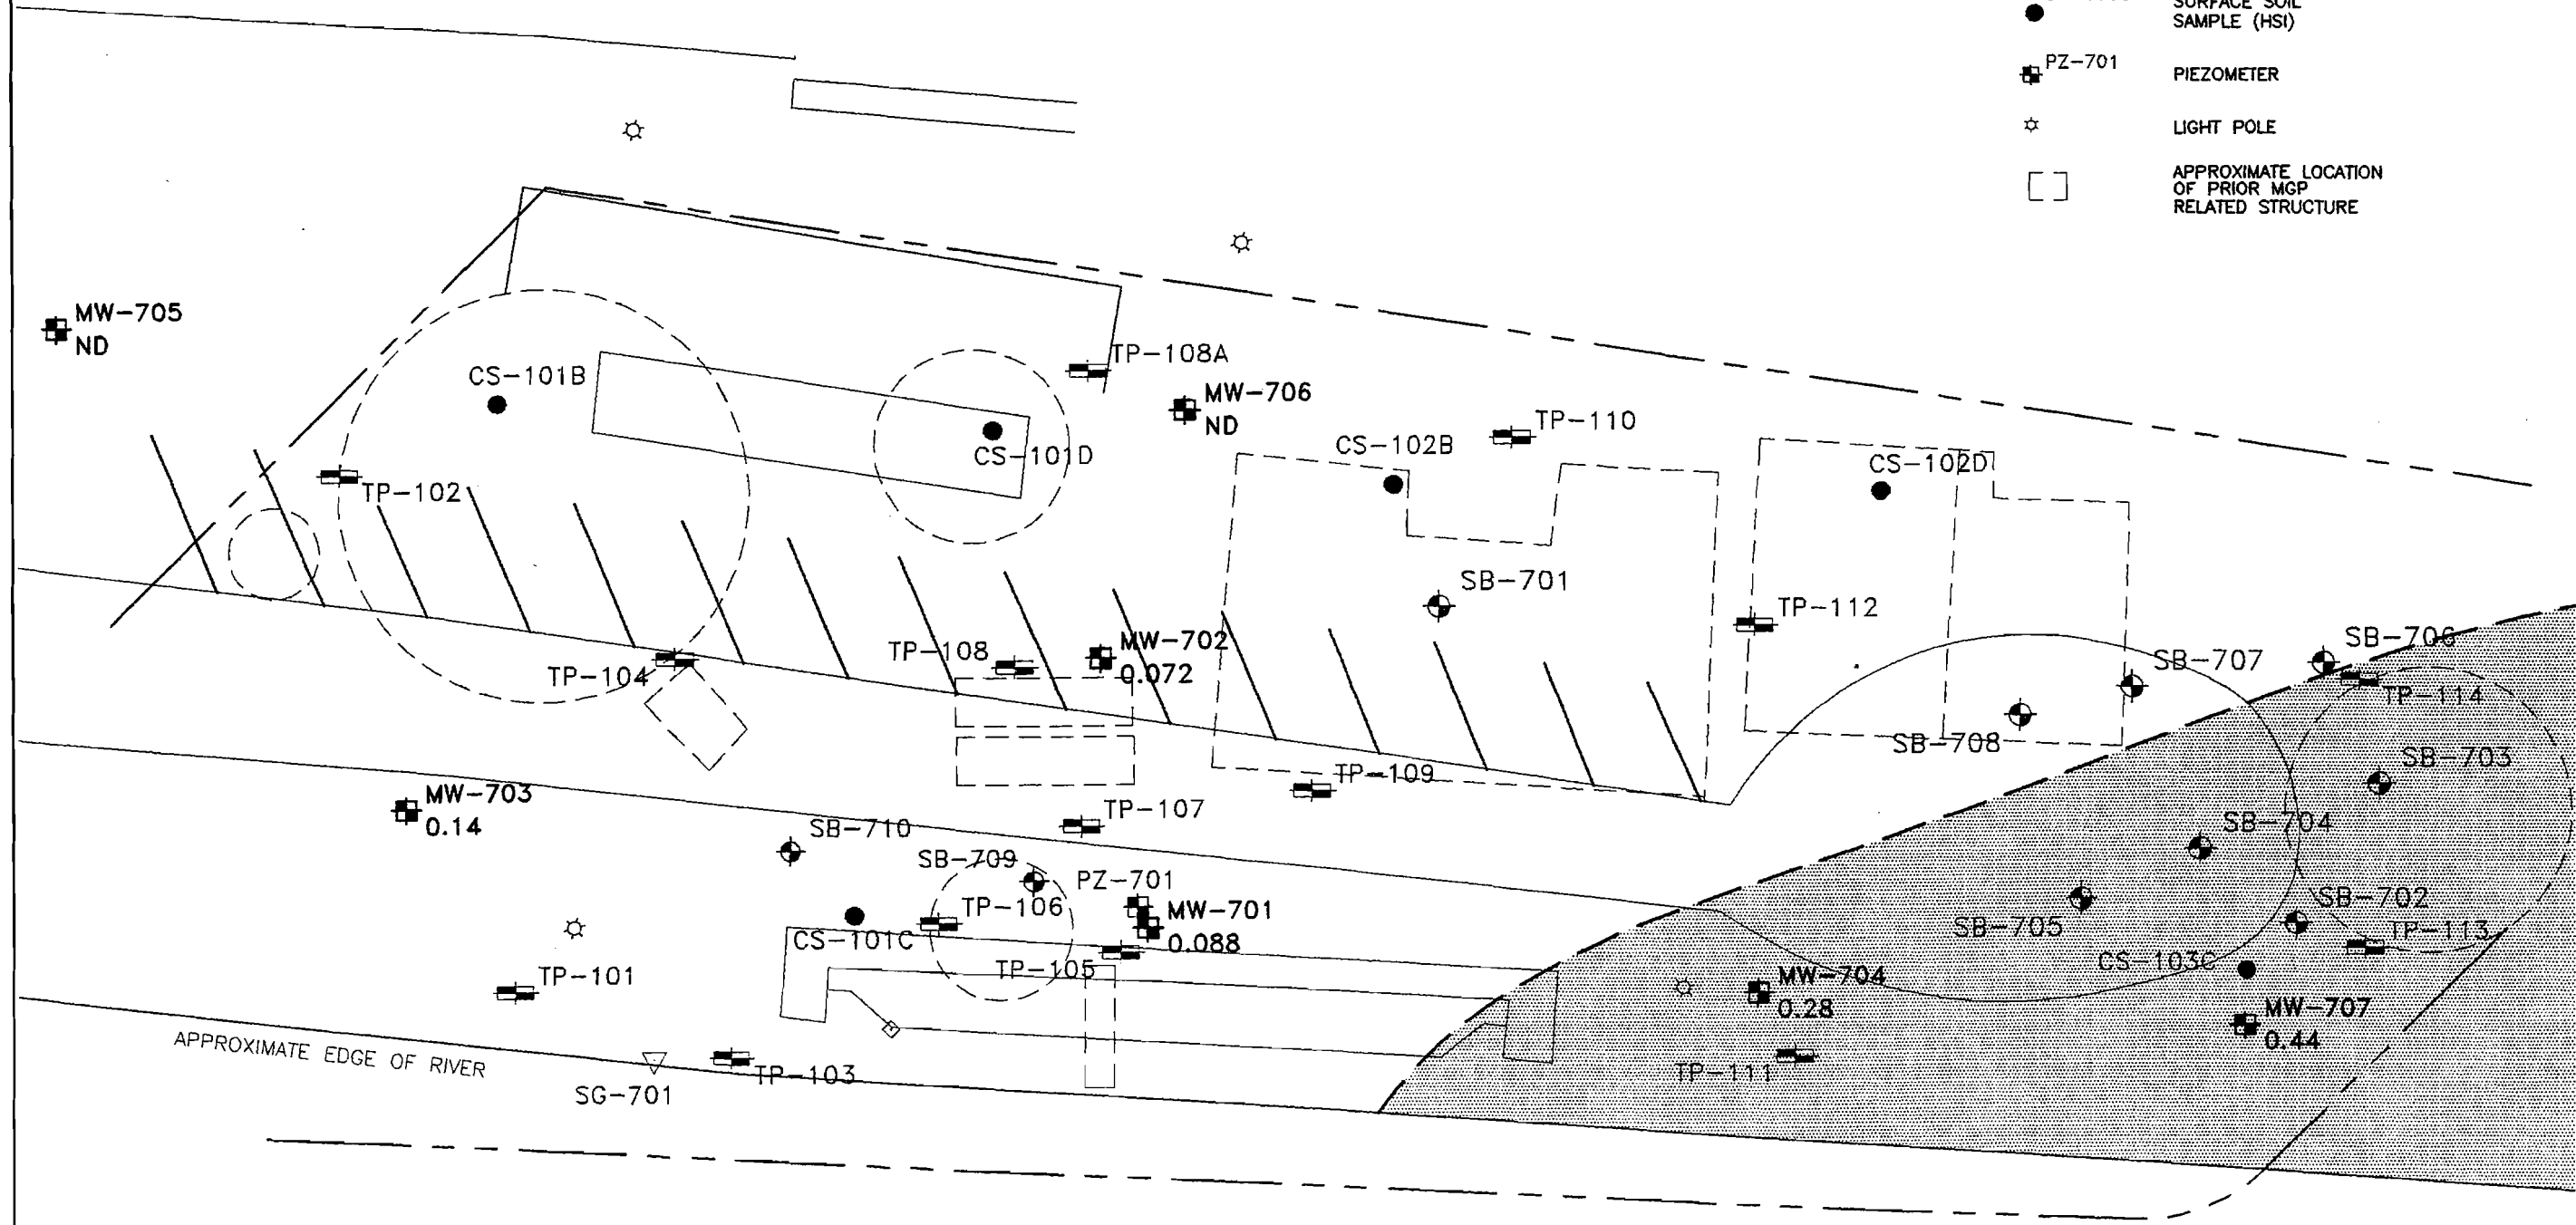 SURFACE SOIL
SAMPLE (HSI)
PZ-701
PIEZOMETER
LIGHT POLE
APPROXIMATE LOCATION
OF PRIOR MGP
RELATED STRUCTURE
MW-705
ND
CS-101B
TP-108A
MW-706
ND
CS-101D
TP-110
CS-102B
CS-102D
TP-102
SB-701
TP-112
TP-108
MW-702
0.072
TP-104
SB-706
SB-707
TP-114
SB-708
SB-703
TP-109
MW-703
0.14
TP-107
SB-710
SB-704
SB-709
PZ-701
TP-106
MW-701
0.088
SB-702
SB-705
CS-101C
TP-113
TP-105
CS-103C
TP-101
MW-704
0.28
MW-707
0.44
APPROXIMATE EDGE OF RIVER
TP-103
TP-111
SG-701